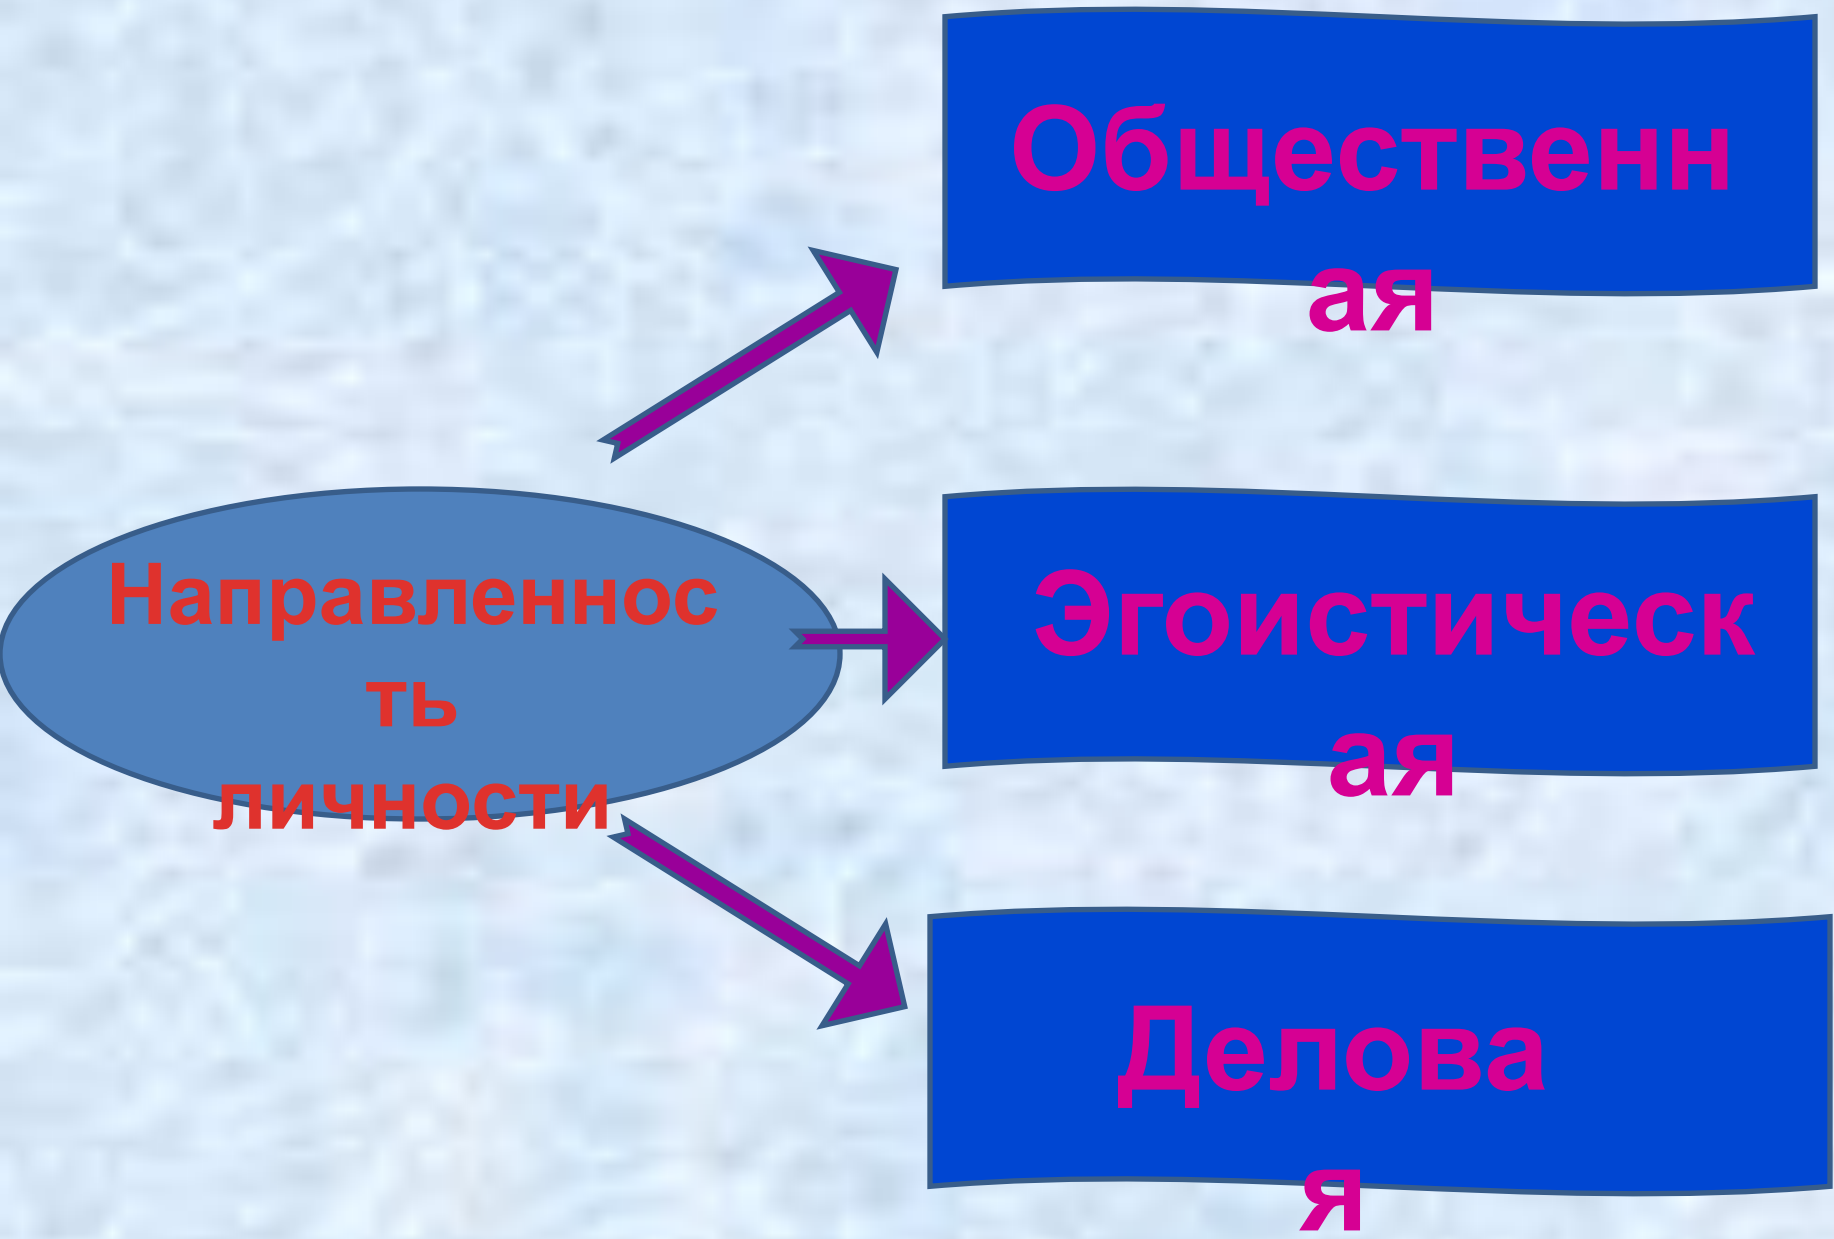 Общественн
ая
Направленнос
ть
личности
Эгоистическ
ая
Делова
я